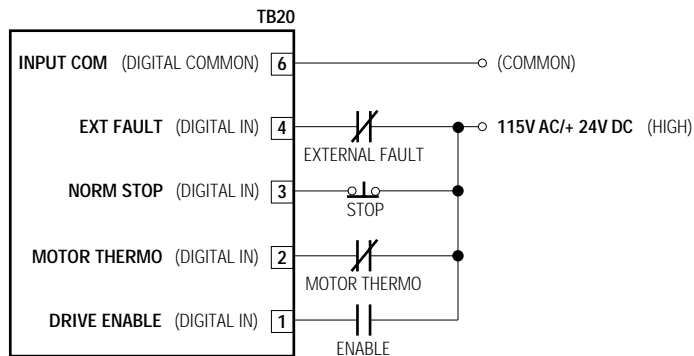 TB20
INPUT COM (DIGITAL COMMON) 6 (COMMON)
EXT FAULT (DIGITAL IN) 4 115V AC/+ 24V DC (HIGH)
EXTERNAL FAULT
NORM STOP (DIGITAL IN) 3
STOP
MOTOR THERMO (DIGITAL IN) 2
MOTOR THERMO
DRIVE ENABLE (DIGITAL IN) 1
ENABLE